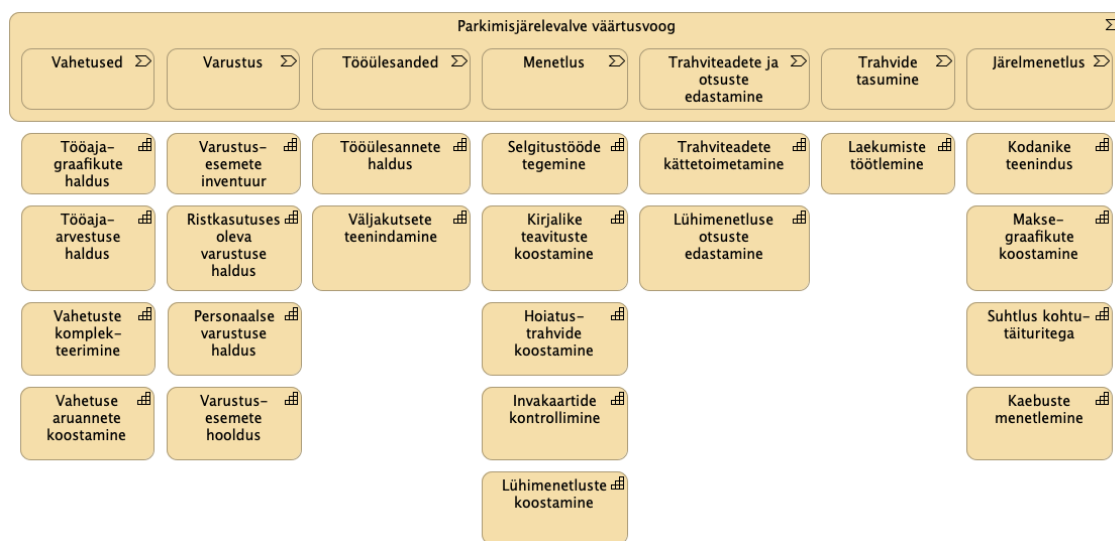 Parkimisjärelevalve väärtusvoog
Vahetused
Varustus
Tööülesanded
Menetlus
Trahviteadete ja
otsuste
edastamine
Trahvide
tasumine
Järelmenetlus
Tööaja-
graafikute
haldus
Varustus-
esemete
inventuur
Tööülesannete
haldus
Selgitustööde
tegemine
Trahviteadete
kättetoimetamine
Laekumiste
töötlemine
Kodanike
teenindus
Tööaja-
arvestuse
haldus
Ristkasutuses
oleva
varustuse
haldus
Väljakutsete
teenindamine
Kirjalike
teavituste
koostamine
Lühimenetluse
otsuste
edastamine
Makse-
graafikute
koostamine
Vahetuste
komplek-
teerimine
Personaalse
varustuse
haldus
Hoiatus-
trahvide
koostamine
Suhtlus kohtu-
täituritega
Vahetuse
aruannete
koostamine
Varustus-
esemete
hooldus
Invakaartide
kontrollimine
Kaebuste
menetlemine
Lühimenetluste
koostamine